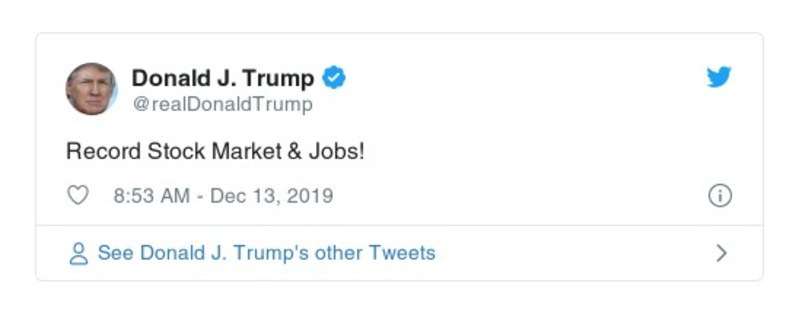 Donald J. Trump
@realDonaldTrump
Record Stock Market & Jobs!
8:53 AM - Dec 13, 2019
See Donald J. Trump's other Tweets